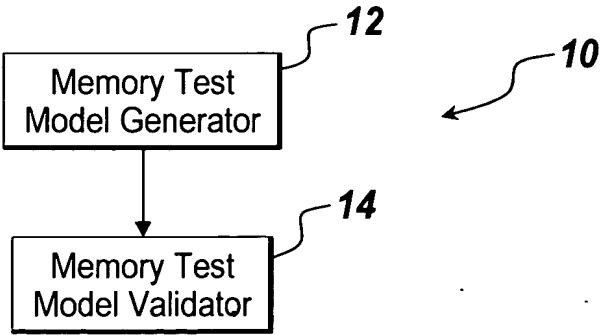 12
Memory Test
Model Generator
10
14
Memory Test
Model Validator